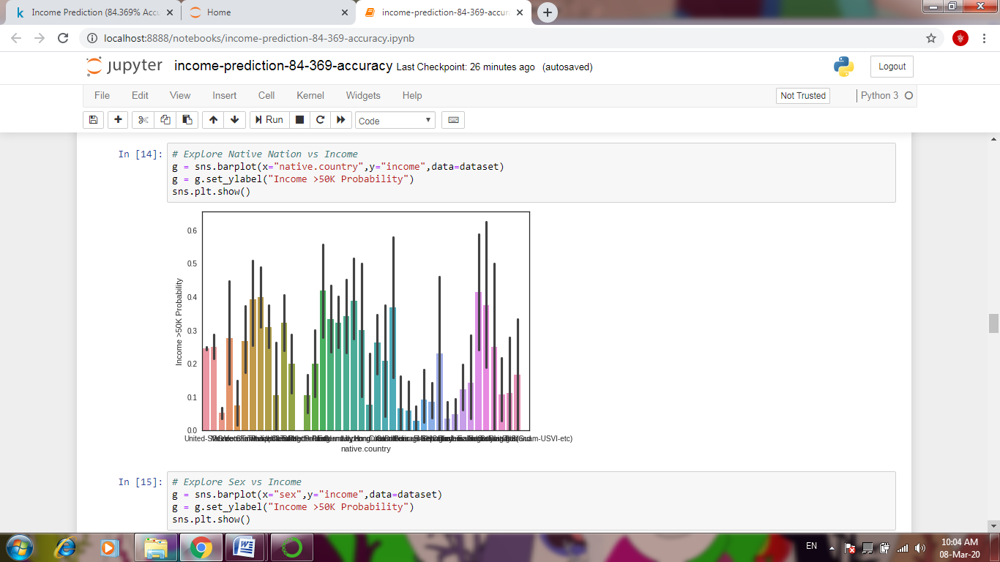 Income Prediction (84.369% Accu
Home
income-prediction-84-369-accura
localhost:8888/notebooks/income-prediction-84-369-accuracy.ipynb
jupyter income-prediction-84-369-accuracy Last Checkpoint: 26 minutes ago (autosaved)
Logout
File Edit View Insert Cell Kernel Widgets Help
Not Trusted
Python 3
Run
Code
In [14]:
# Explore Native Nation vs Income
g = sns.barplot(x="native.country",y="income",data=dataset)
g = g.set_ylabel("Income >50K Probability")
sns.plt.show()
Income >50K Probability
0.6
0.5
0.4
0.3
0.2
0.1
0.0
native.country
In [15]:
# Explore Sex vs Income
g = sns.barplot(x="sex",y="income",data=dataset)
g = g.set_ylabel("Income >50K Probability")
sns.plt.show()
EN
10:04 AM
08-Mar-20